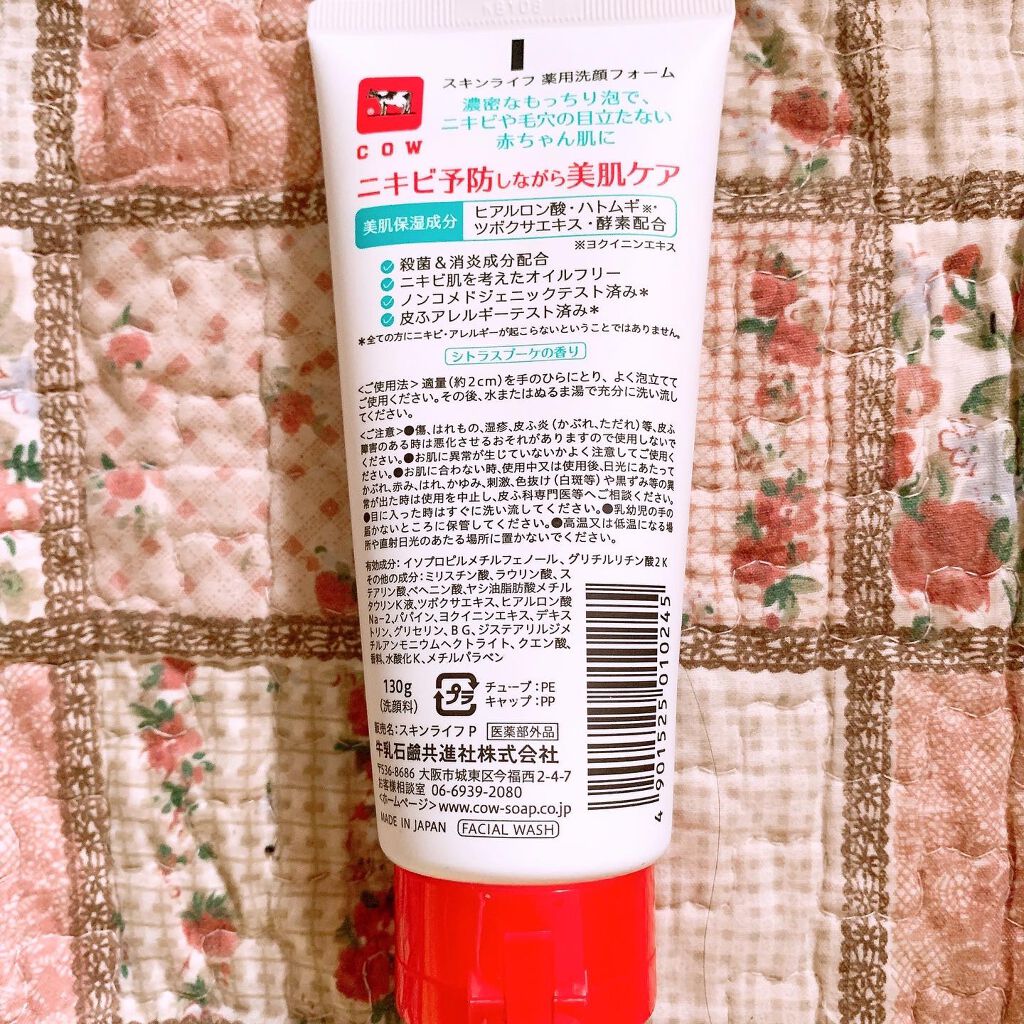 スキンライフ 薬用洗顔フォーム
濃密なもっちり泡で、
ニキビや毛穴の目立たない
赤ちゃん肌に
COW
ニキビ予防しながら美肌ケア
美肌保湿成分
ヒアルロン酸・ハトムギ※
ツボクサエキス・酵素配合
※ヨクイニンエキス
殺菌&消炎成分配合
ニキビ肌を考えたオイルフリー
ノンコメドジェニックテスト済み*
皮ふアレルギーテスト済み*
*全ての方にニキビ・アレルギーが起こらないということではありません。
シトラスブーケの香り
<ご使用法>適量(約2cm)を手のひらにとり、よく泡立てて
ご使用ください。その後、水またはぬるま湯で充分に洗い流し
てください。
<ご注意>●傷、はれもの、湿疹、皮ふ炎(かぶれ、ただれ)等、皮ふ
障害のある時は悪化させるおそれがありますので使用しないで
ください。●お肌に異常が生じていないかよく注意してご使用く
ださい。●お肌に合わない時、使用中又は使用後、日光にあたって
かぶれ、赤み、はれ、かゆみ、刺激、色抜け(白斑等)や黒ずみ等の異
常が出た時は使用を中止し、皮ふ科専門医等へご相談ください。
●目に入った時はすぐに洗い流してください。●乳幼児の手の
届かないところに保管してください。●高温又は低温になる場
所や直射日光のあたる場所に置かないでください。
有効成分:イソプロピルメチルフェノール、グリチルリチン酸2K
その他の成分:ミリスチン酸、ラウリン酸、ス
テアリン酸、ベヘニン酸、ヤシ油脂肪酸メチル
タウリンK液、ツボクサエキス、ヒアルロン酸
Na-2、パパイン、ヨクイニンエキス、デキス
トリン、グリセリン、BG、ジステアリルジメ
チルアンモニウムヘクトライト、クエン酸、
香料、水酸化K、メチルパラベン
130g
(洗顔料)
プラ
チューブ:PE
キャップ:PP
販売名:スキンライフP 医薬部外品
牛乳石鹼共進社株式会社
〒536-8686 大阪市城東区今福西2-4-7
お客様相談室 06-6939-2080
<ホームページ>www.cow-soap.co.jp
MADE IN JAPAN FACIAL WASH
4 901525 010245